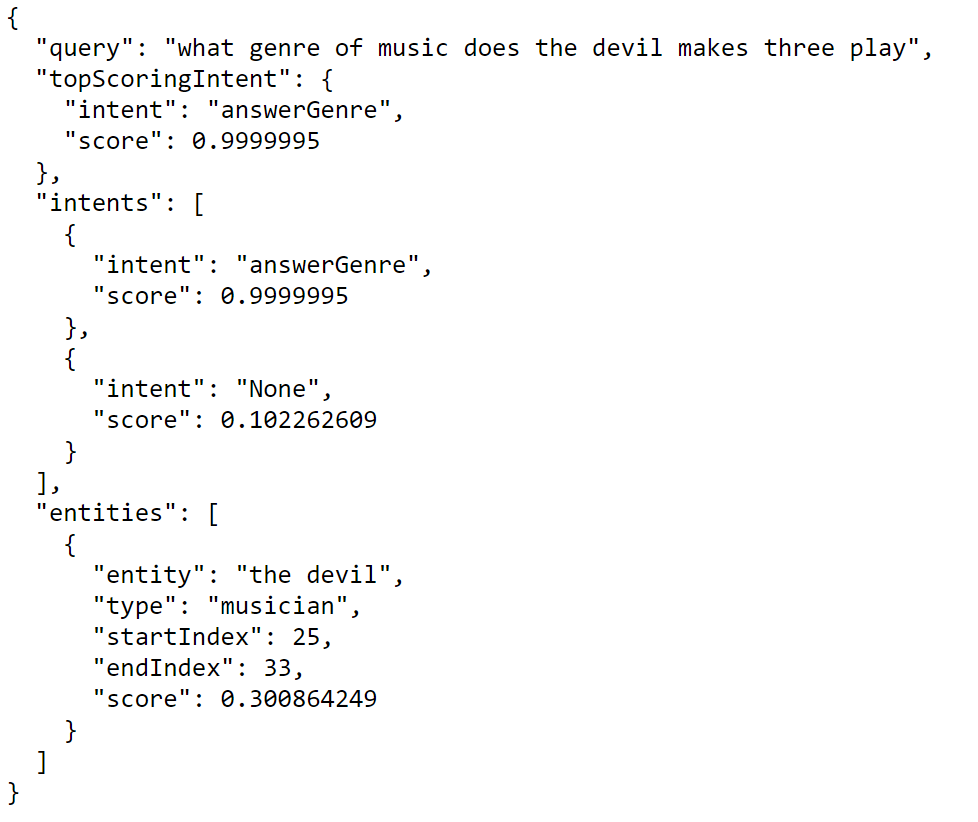 {
  "query": "what genre of music does the devil makes three play",
  "topScoringIntent": {
    "intent": "answerGenre",
    "score": 0.9999995
  },
  "intents": [
    {
      "intent": "answerGenre",
      "score": 0.9999995
    },
    {
      "intent": "None",
      "score": 0.102262609
    }
  ],
  "entities": [
    {
      "entity": "the devil",
      "type": "musician",
      "startIndex": 25,
      "endIndex": 33,
      "score": 0.300864249
    }
  ]
}